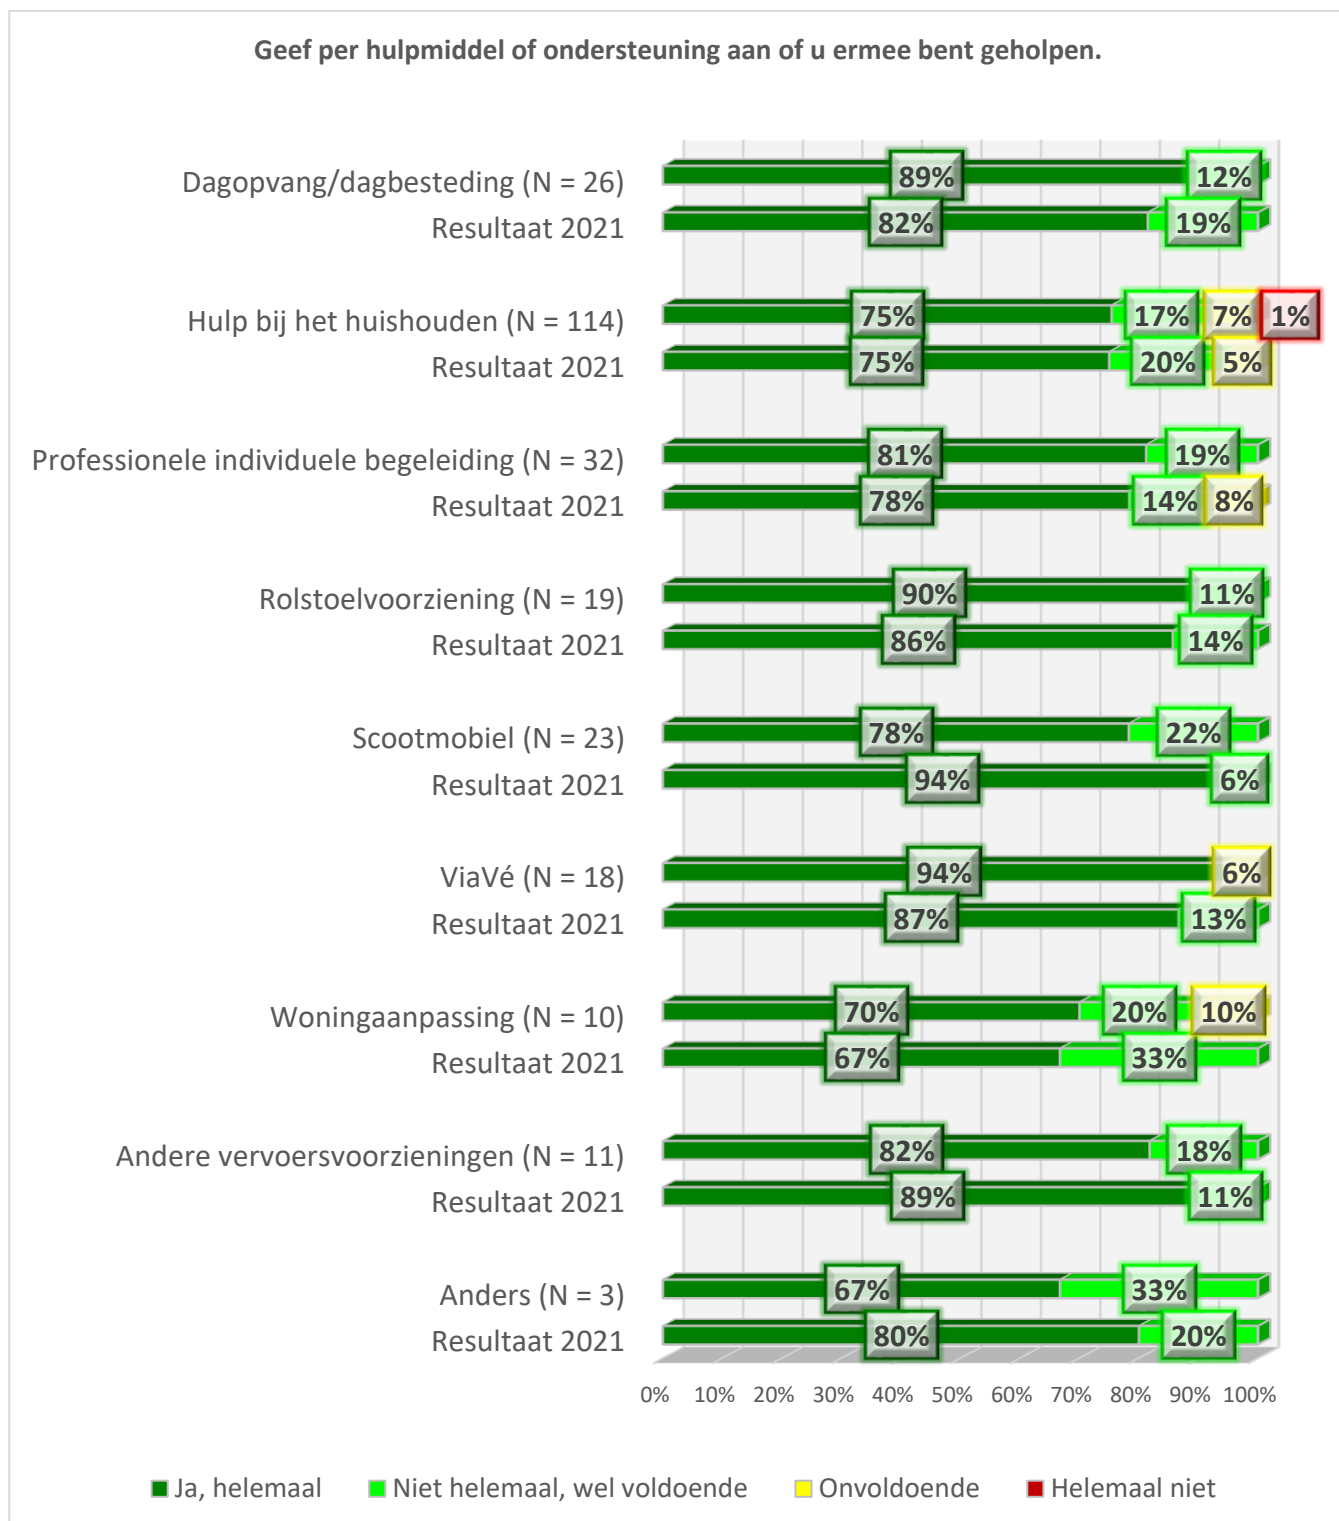 Geef per hulpmiddel of ondersteuning aan of u ermee bent geholpen.
Dagopvang/dagbesteding (N = 26) 89% 12%
Resultaat 2021 82% 19%
Hulp bij het huishouden (N = 114) 75% 17% 7% 1%
Resultaat 2021 75% 20% 5%
Professionele individuele begeleiding (N = 32) 81% 19%
Resultaat 2021 78% 14% 8%
Rolstoelvoorziening (N = 19) 90% 11%
Resultaat 2021 86% 14%
Scootmobiel (N = 23) 78% 22%
Resultaat 2021 94% 6%
ViaVé (N = 18) 94% 6%
Resultaat 2021 87% 13%
Woningaanpassing (N = 10) 70% 20% 10%
Resultaat 2021 67% 33%
Andere vervoersvoorzieningen (N = 11) 82% 18%
Resultaat 2021 89% 11%
Anders (N = 3) 67% 33%
Resultaat 2021 80% 20%
0% 10% 20% 30% 40% 50% 60% 70% 80% 90% 100%
Ja, helemaal Niet helemaal, wel voldoende Onvoldoende Helemaal niet